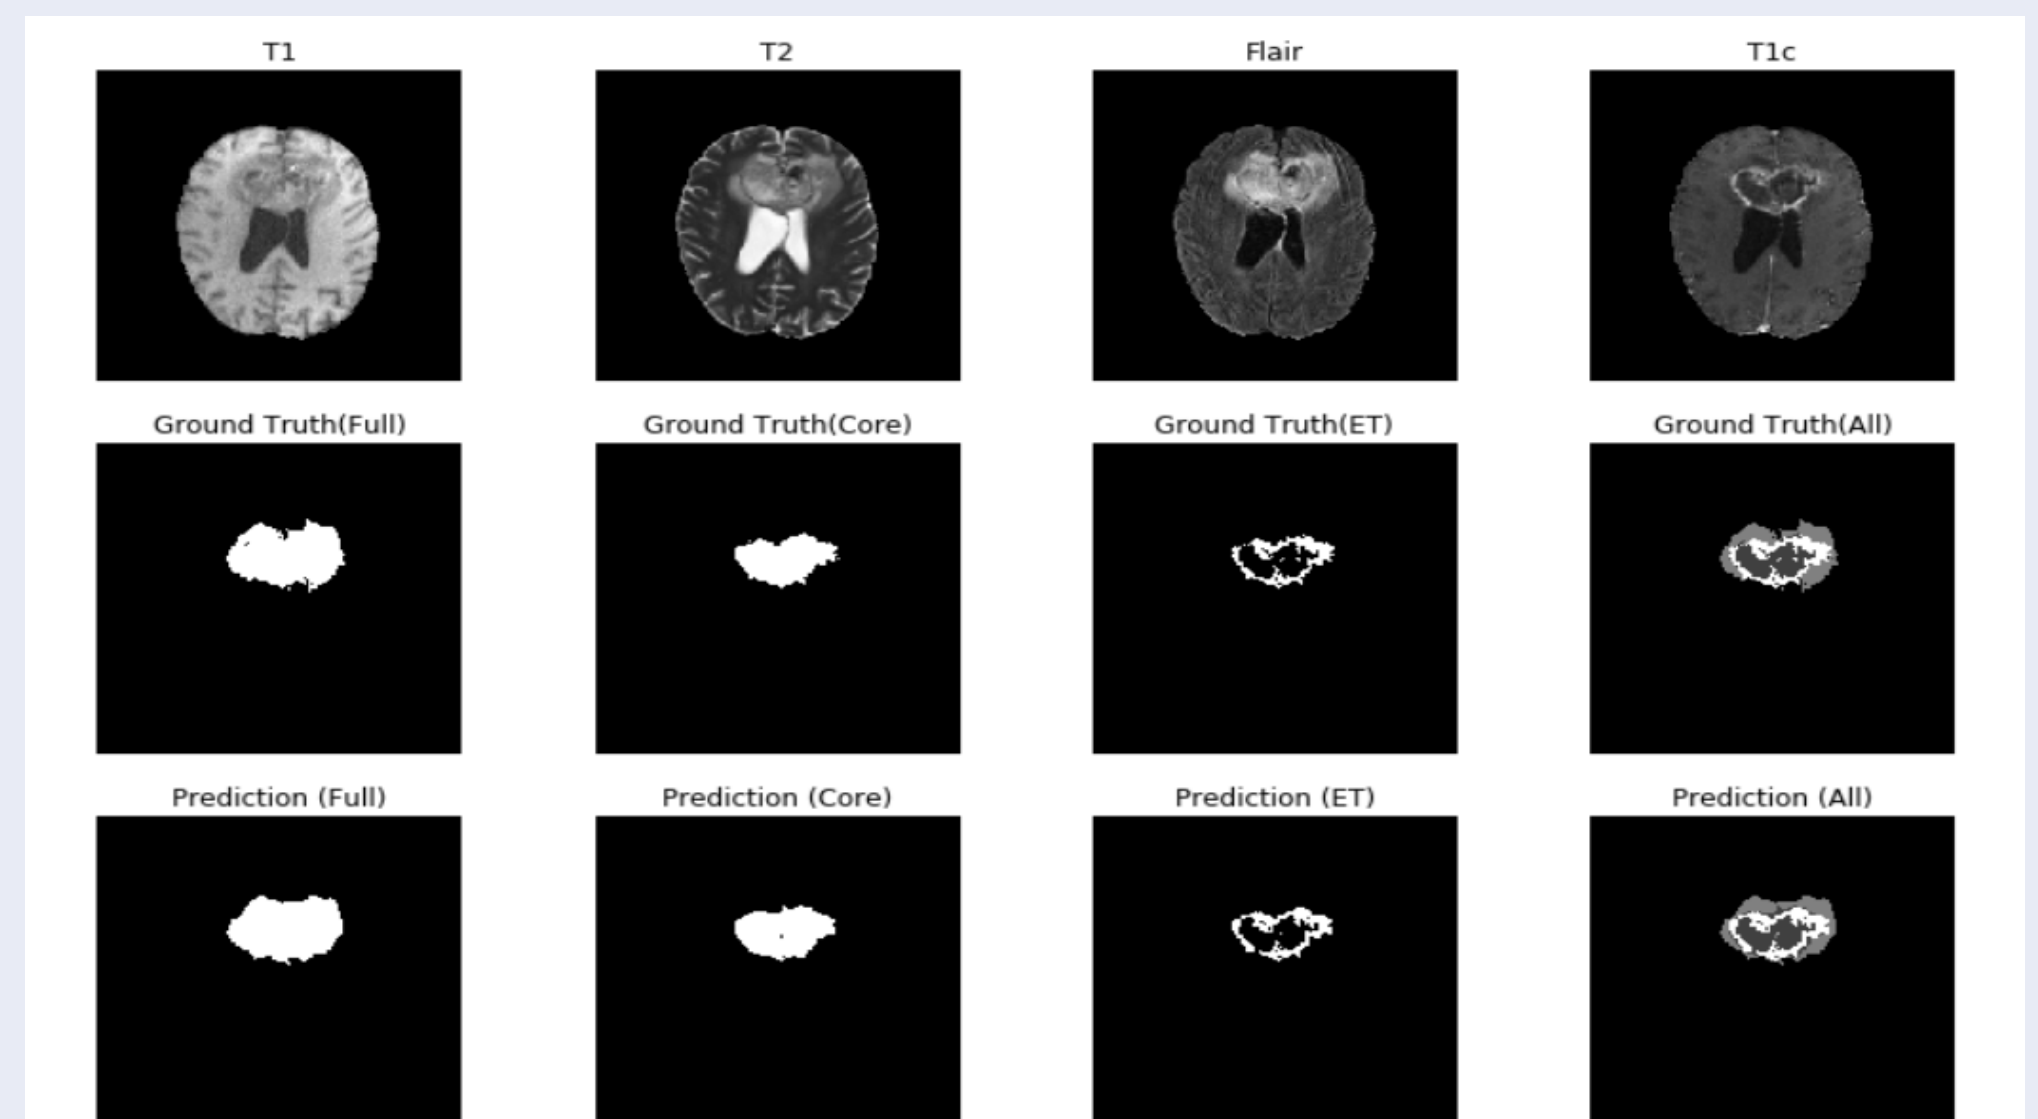 T1
T2
Flair
T1c
Ground Truth(Full)
Ground Truth(Core)
Ground Truth(ET)
Ground Truth(All)
Prediction (Full)
Prediction (Core)
Prediction (ET)
Prediction (All)